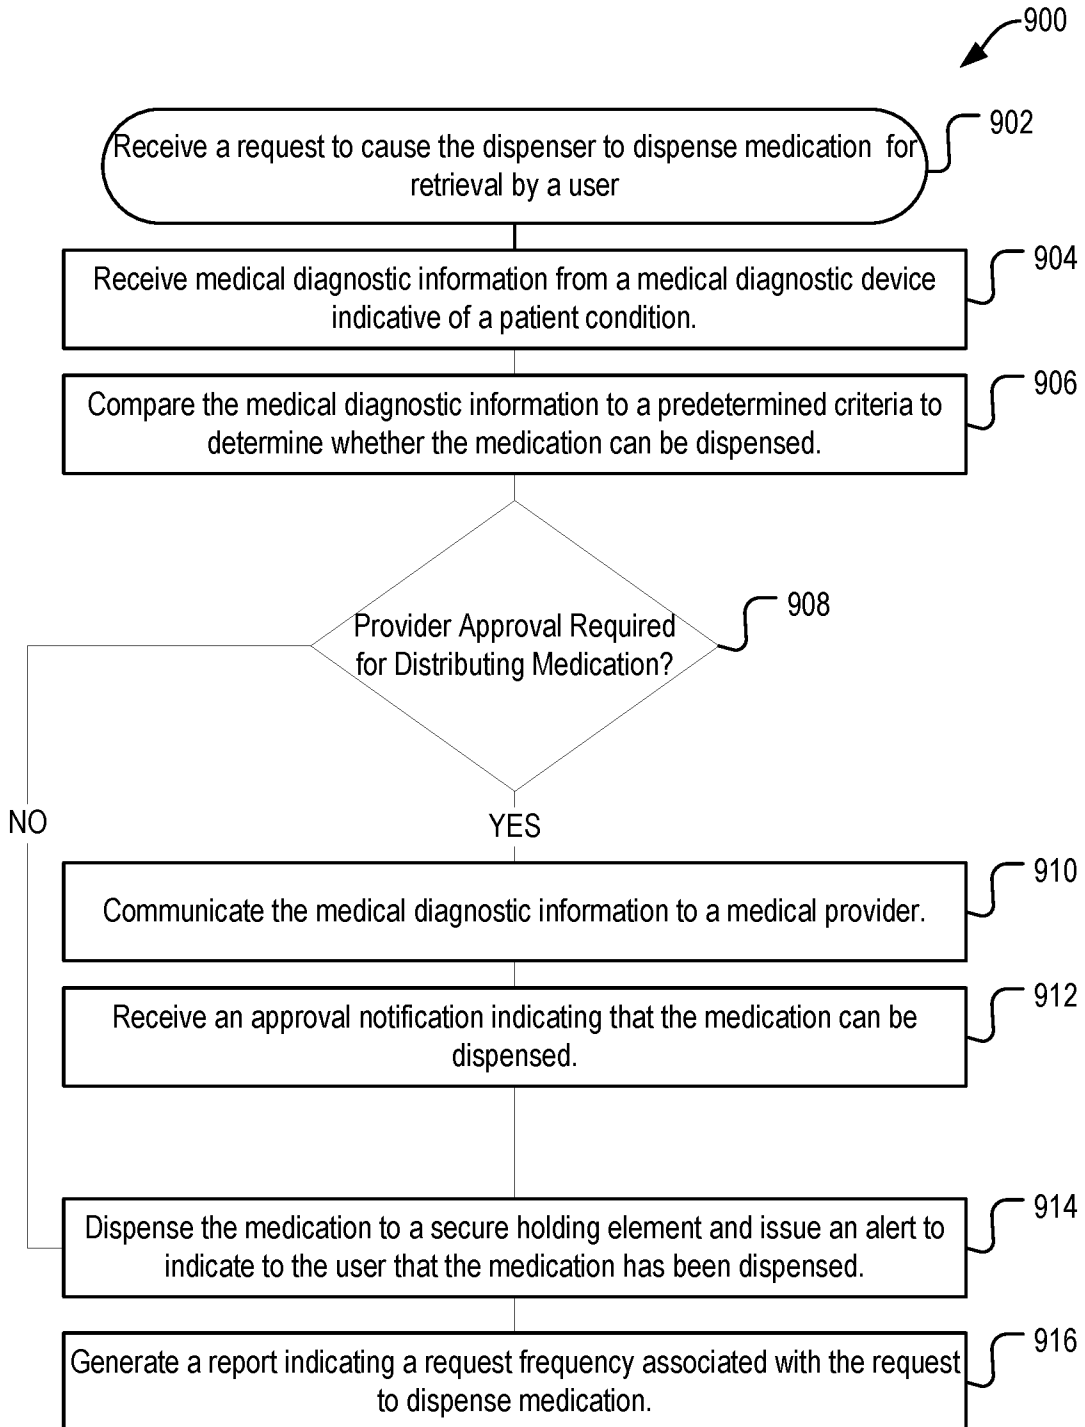 900
Receive a request to cause the dispenser to dispense medication for
retrieval by a user
902
Receive medical diagnostic information from a medical diagnostic device
indicative of a patient condition.
904
Compare the medical diagnostic information to a predetermined criteria to
determine whether the medication can be dispensed.
906
Provider Approval Required
for Distributing Medication?
908
NO
YES
Communicate the medical diagnostic information to a medical provider.
910
Receive an approval notification indicating that the medication can be
dispensed.
912
Dispense the medication to a secure holding element and issue an alert to
indicate to the user that the medication has been dispensed.
914
Generate a report indicating a request frequency associated with the request
to dispense medication.
916